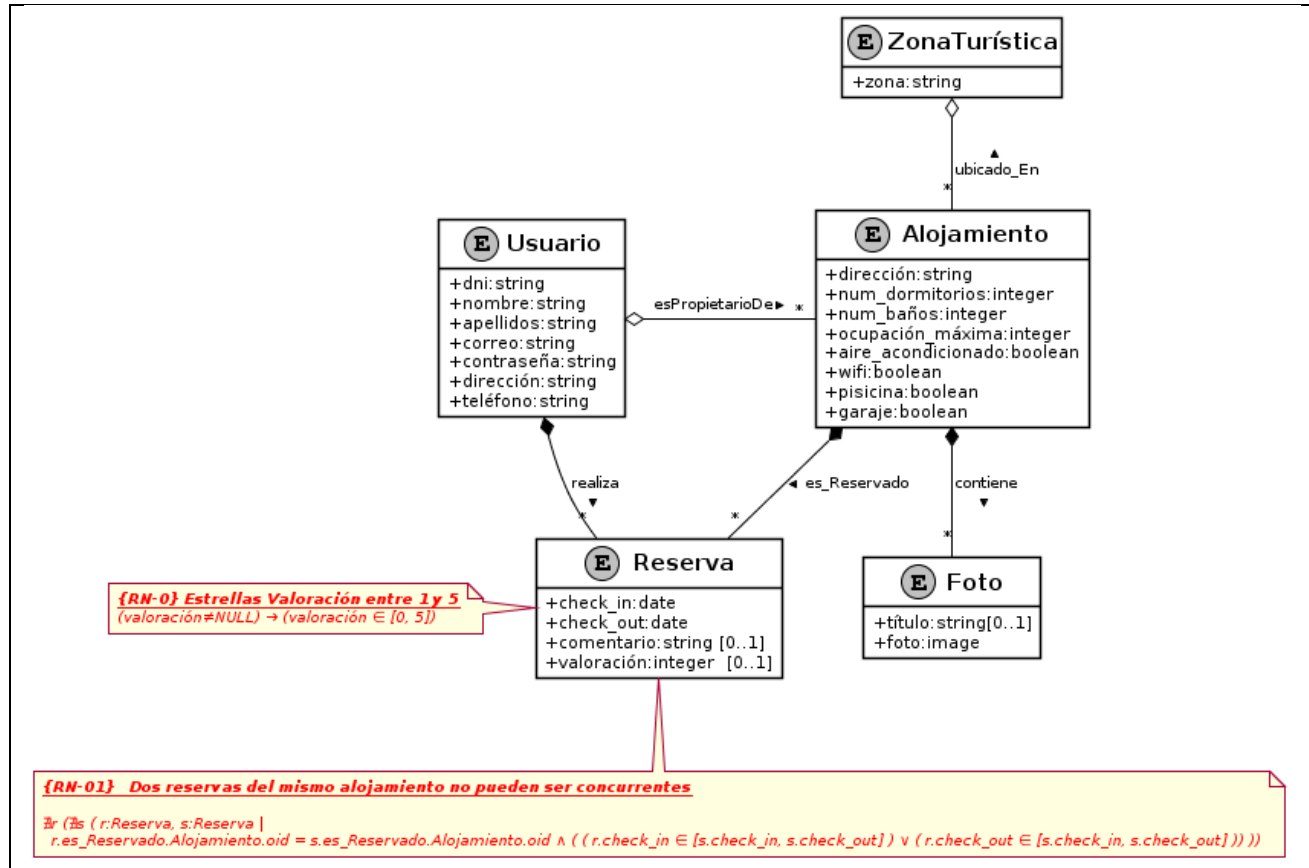 E ZonaTurística
+zona:string
ubicado_En
*
E Usuario
+dni:string
+nombre:string
+apellidos:string
+correo:string
+contraseña:string
+dirección:string
+teléfono:string
esPropietarioDe
*
E Alojamiento
+dirección:string
+num_dormitorios:integer
+num_baños:integer
+ocupación_máxima:integer
+aire_acondicionado:boolean
+wifi:boolean
+pisicina:boolean
+garaje:boolean
realiza
*
es_Reservado
*
contiene
*
E Reserva
+check_in:date
+check_out:date
+comentario:string [0..1]
+valoración:integer [0..1]
E Foto
+título:string[0..1]
+foto:image
{RN-0} Estrellas Valoración entre 1y 5
(valoración≠NULL) → (valoración ∈ [0, 5])
{RN-01} Dos reservas del mismo alojamiento no pueden ser concurrentes
∄r (∄s ( r:Reserva, s:Reserva |
r.es_Reservado.Alojamiento.oid = s.es_Reservado.Alojamiento.oid ∧ ( ( r.check_in ∈ [s.check_in, s.check_out] ) ∨ ( r.check_out ∈ [s.check_in, s.check_out] )) ))